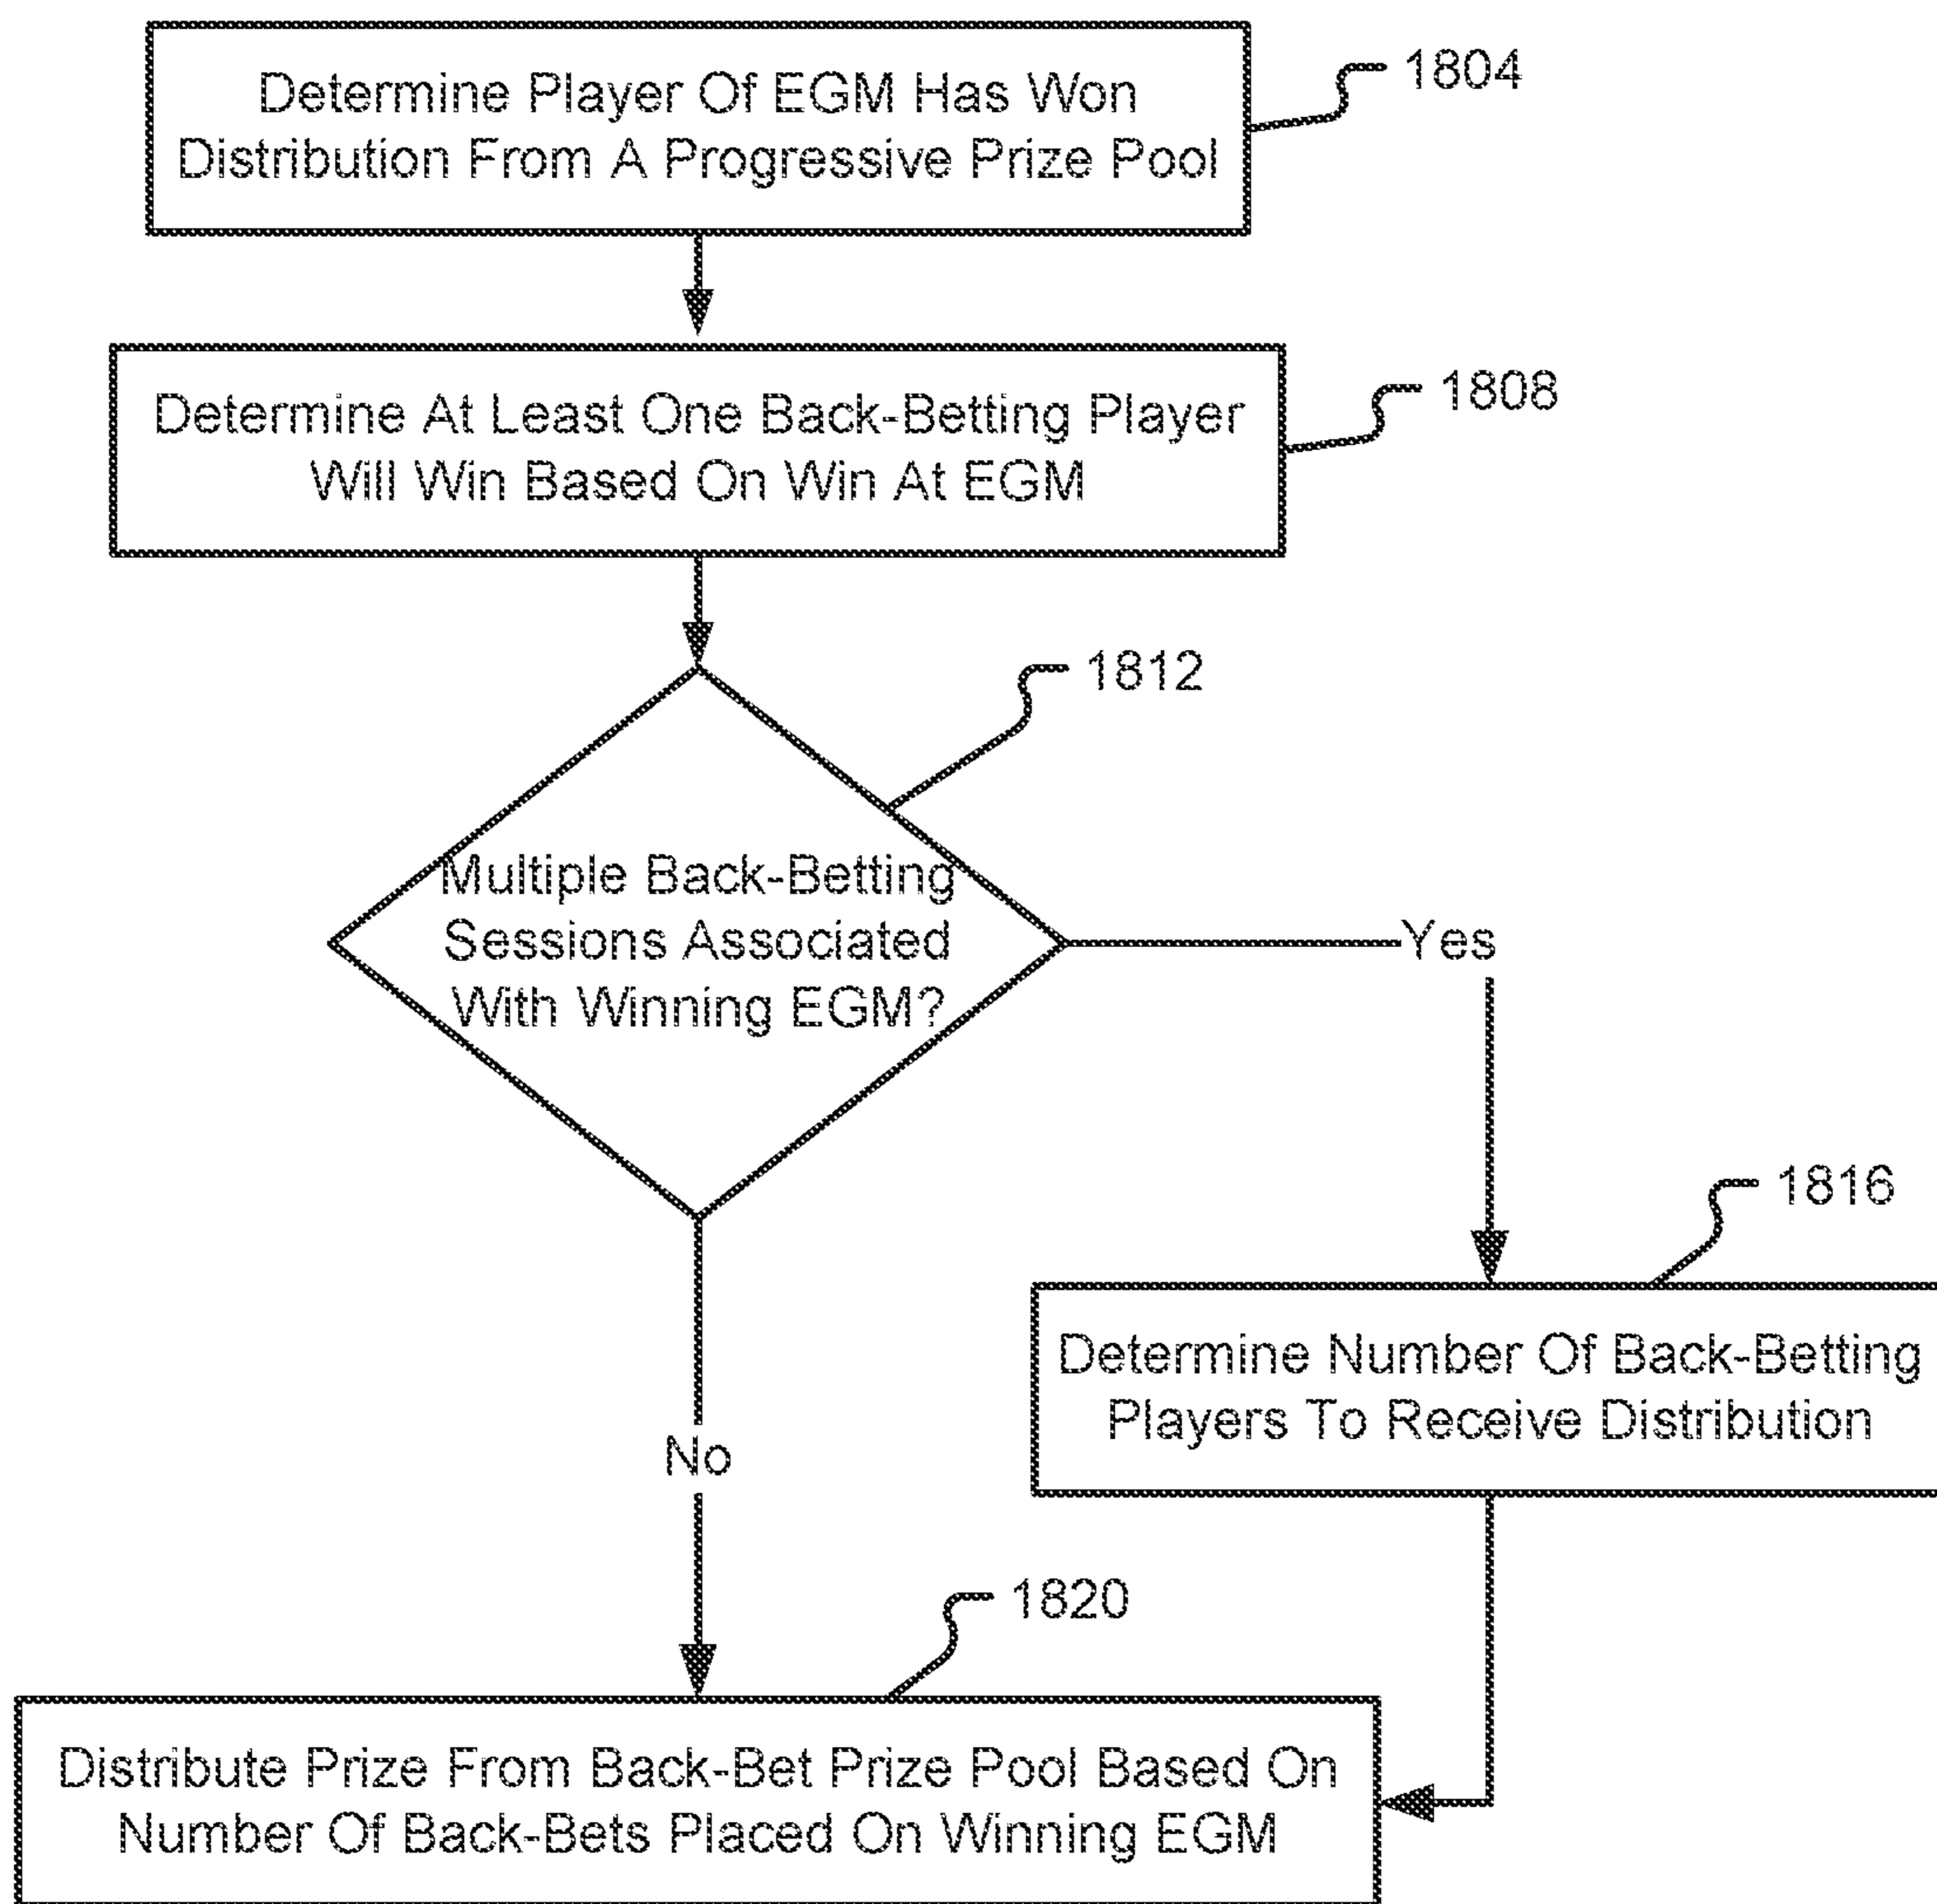 Determine Player Of EGM Has Won
Distribution From A Progressive Prize Pool
1804
Determine At Least One Back-Betting Player
Will Win Based On Win At EGM
1808
1812
Multiple Back-Betting
Sessions Associated
With Winning EGM?
Yes
1816
Determine Number Of Back-Betting
Players To Receive Distribution
No
1820
Distribute Prize From Back-Bet Prize Pool Based On
Number Of Back-Bets Placed On Winning EGM